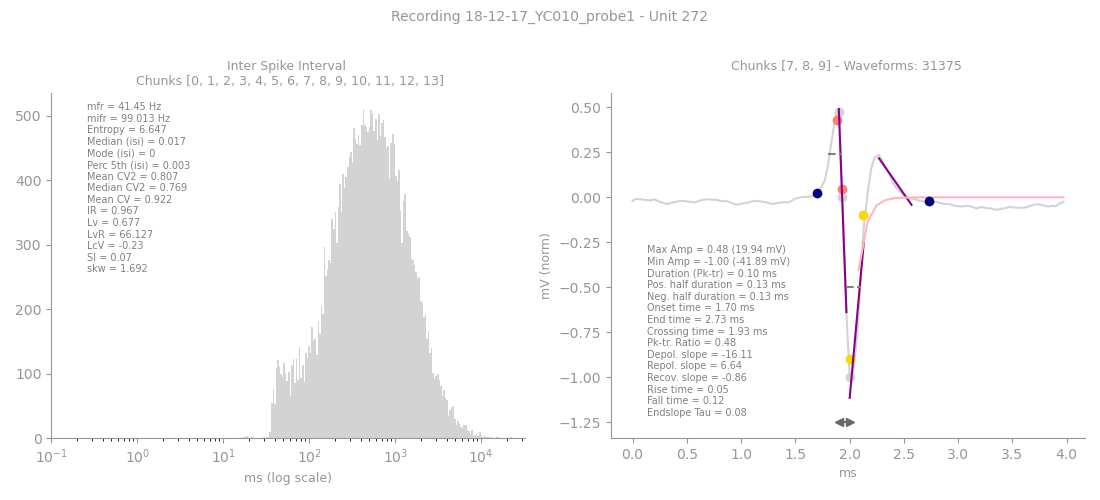 Recording 18-12-17_YC010_probe1 - Unit 272
Inter Spike Interval
Chunks [0, 1, 2, 3, 4, 5, 6, 7, 8, 9, 10, 11, 12, 13]
mfr = 41.45 Hz
mifr = 99.013 Hz
Entropy = 6.647
Median (isi) = 0.017
Mode (isi) = 0
Perc 5th (isi) = 0.003
Mean CV2 = 0.807
Median CV2 = 0.769
Mean CV = 0.922
IR = 0.967
Lv = 0.677
LvR = 66.127
LcV = -0.23
SI = 0.07
skw = 1.692
500
400
300
200
100
0
10⁻¹ 10⁰ 10¹ 10² 10³ 10⁴
ms (log scale)
Chunks [7, 8, 9] - Waveforms: 31375
mV (norm)
0.50
0.25
0.00
−0.25
−0.50
−0.75
−1.00
−1.25
Max Amp = 0.48 (19.94 mV)
Min Amp = -1.00 (-41.89 mV)
Duration (Pk-tr) = 0.10 ms
Pos. half duration = 0.13 ms
Neg. half duration = 0.13 ms
Onset time = 1.70 ms
End time = 2.73 ms
Crossing time = 1.93 ms
Pk-tr. Ratio = 0.48
Depol. slope = -16.11
Repol. slope = 6.64
Recov. slope = -0.86
Rise time = 0.05
Fall time = 0.12
Endslope Tau = 0.08
0.0 0.5 1.0 1.5 2.0 2.5 3.0 3.5 4.0
ms